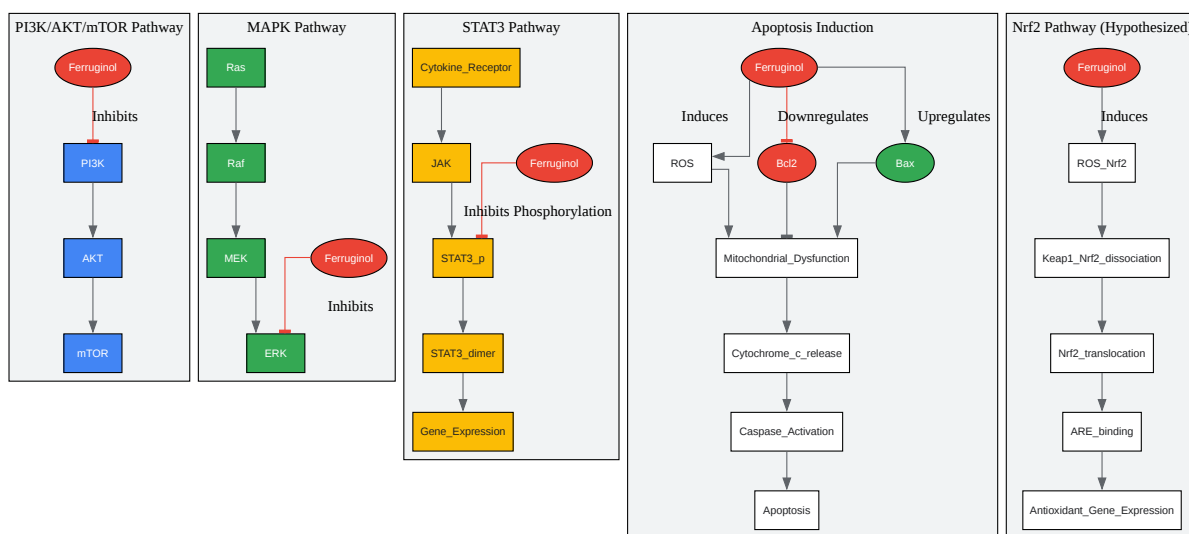 PI3K/AKT/mTOR Pathway
Ferruginol
Inhibits
PI3K
AKT
mTOR
MAPK Pathway
Ras
Raf
MEK
Ferruginol
Inhibits
ERK
STAT3 Pathway
Cytokine_Receptor
JAK
Ferruginol
Inhibits Phosphorylation
STAT3_p
STAT3_dimer
Gene_Expression
Apoptosis Induction
Ferruginol
Induces
Downregulates
Upregulates
ROS
Bcl2
Bax
Mitochondrial_Dysfunction
Cytochrome_c_release
Caspase_Activation
Apoptosis
Nrf2 Pathway (Hypothesized)
Ferruginol
Induces
ROS_Nrf2
Keap1_Nrf2_dissociation
Nrf2_translocation
ARE_binding
Antioxidant_Gene_Expression